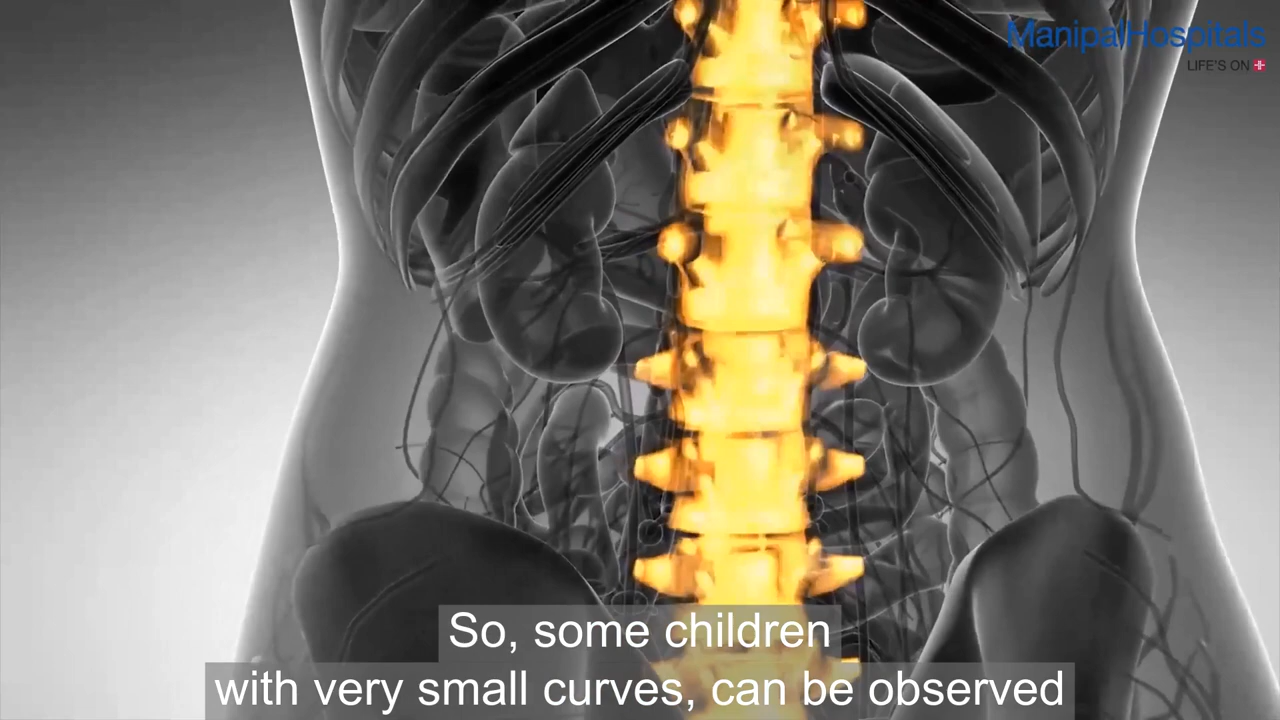 ManipalHospitals
LIFE'S ON
So, some children
with very small curves, can be observed